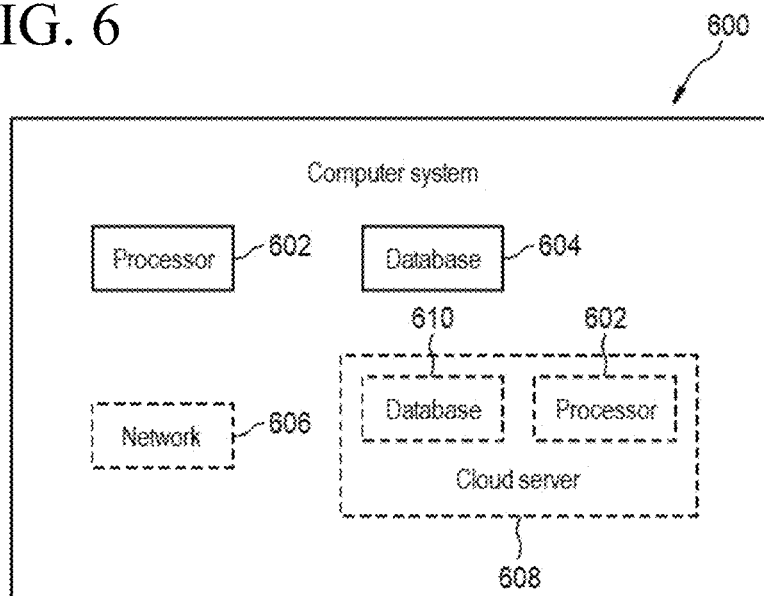 IG. 6
600
Computer system
Processor 602
Database 604
610 602
Network 606
Database Processor
Cloud server
608